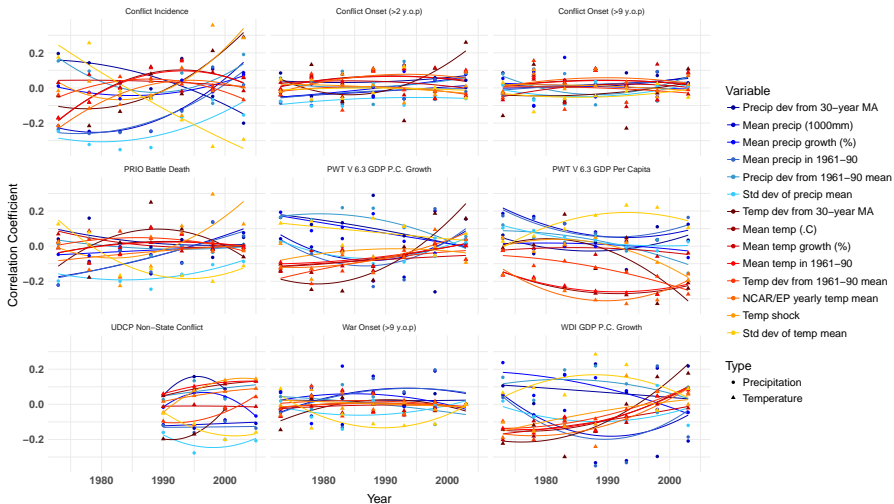 Conflict Incidence
Conflict Onset (>2 y.o.p)
Conflict Onset (>9 y.o.p)
0.2
0.0
−0.2
PRIO Battle Death
PWT V 6.3 GDP P.C. Growth
PWT V 6.3 GDP Per Capita
0.2
0.0
−0.2
UDCP Non−State Conflict
War Onset (>9 y.o.p)
WDI GDP P.C. Growth
0.2
0.0
−0.2
1980 1990 2000
1980 1990 2000
1980 1990 2000
Year
Correlation Coefficient
Variable
Precip dev from 30−year MA
Mean precip (1000mm)
Mean precip growth (%)
Mean precip in 1961−90
Precip dev from 1961−90 mean
Std dev of precip mean
Temp dev from 30−year MA
Mean temp (.C)
Mean temp growth (%)
Mean temp in 1961−90
Temp dev from 1961−90 mean
NCAR/EP yearly temp mean
Temp shock
Std dev of temp mean
Type
Precipitation
Temperature